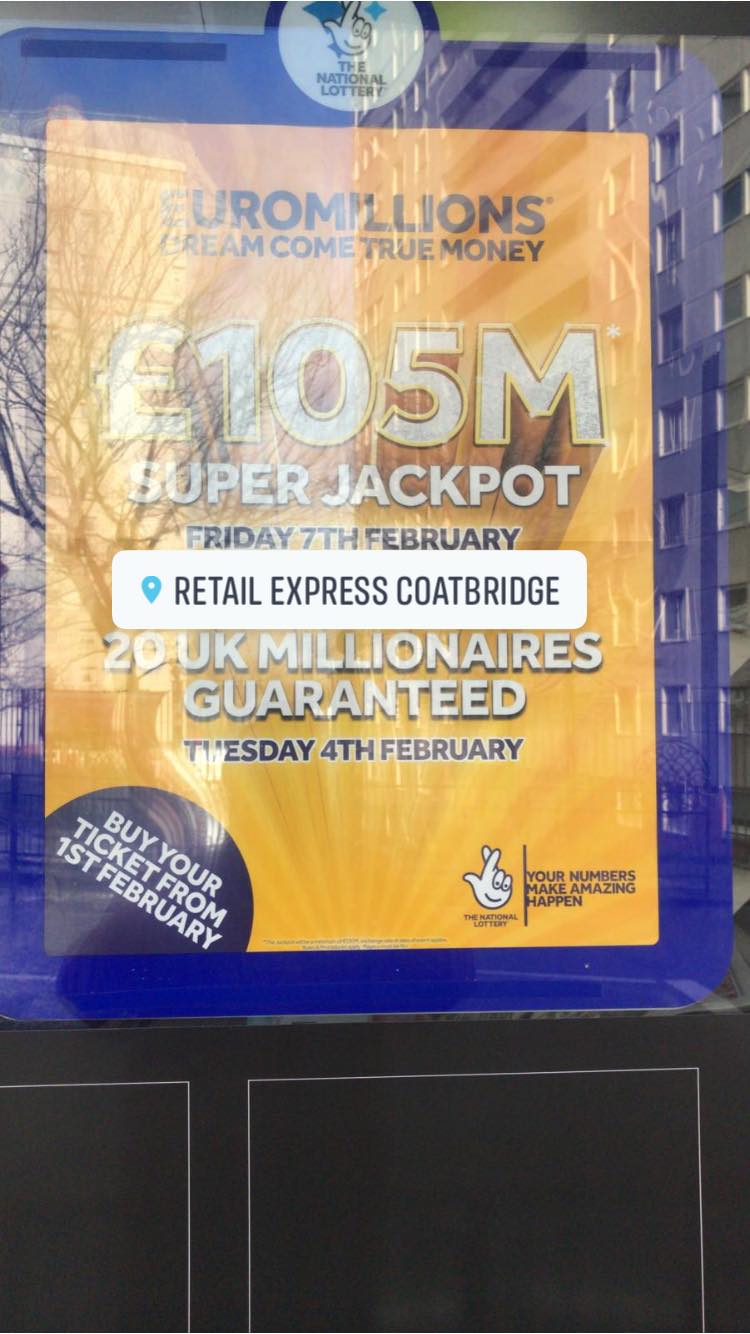 THE
NATIONAL
LOTTERY
EUROMILLIONS®
DREAM COME TRUE MONEY
£105M*
SUPER JACKPOT
FRIDAY 7TH FEBRUARY
RETAIL EXPRESS COATBRIDGE
20 UK MILLIONAIRES
GUARANTEED
TUESDAY 4TH FEBRUARY
BUY YOUR
TICKET FROM
1ST FEBRUARY
THE NATIONAL
LOTTERY
YOUR NUMBERS
MAKE AMAZING
HAPPEN